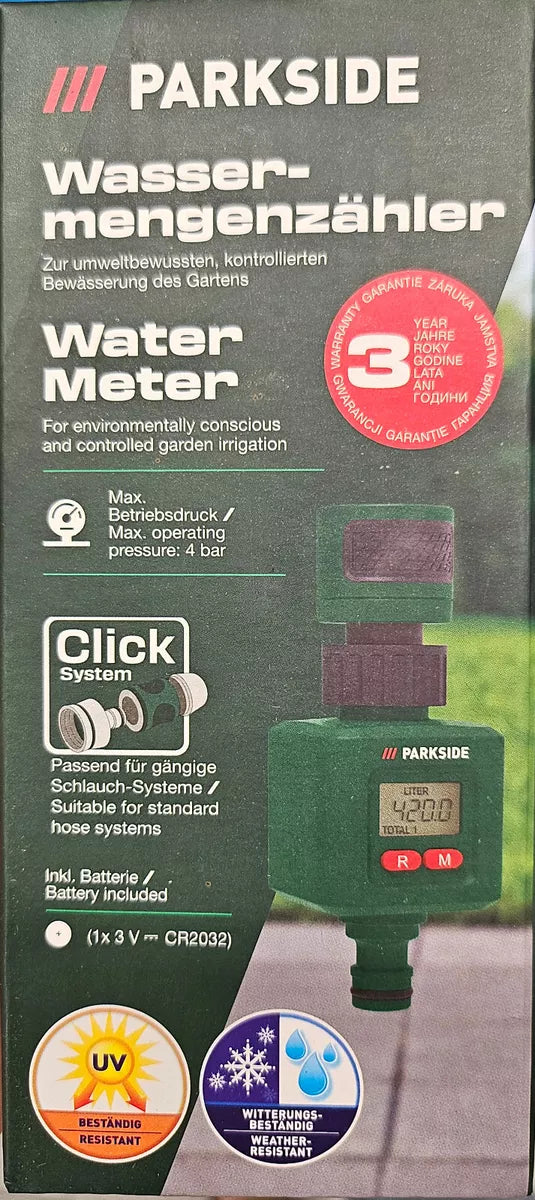 PARKSIDE
Wasser-
mengenzähler
Zur umweltbewussten, kontrollierten
Bewässerung des Gartens
Water
Meter
For environmentally conscious
and controlled garden irrigation
WARRANTY GARANTIE ZÁRUKA JAMSTVA
GWARANCJI GARANȚIE ГАРАНЦИЯ
3
YEAR
JAHRE
ROKY
GODINE
LATA
ANI
ГОДИНИ
Max.
Betriebsdruck /
Max. operating
pressure: 4 bar
Click
System
Passend für gängige
Schlauch-Systeme /
Suitable for standard
hose systems
Inkl. Batterie /
Battery included
(1x 3 V ⎓ CR2032)
PARKSIDE
LITER
420.0
TOTAL 1
R M
UV
BESTÄNDIG
RESISTANT
WITTERUNGS-
BESTÄNDIG
WEATHER-
RESISTANT